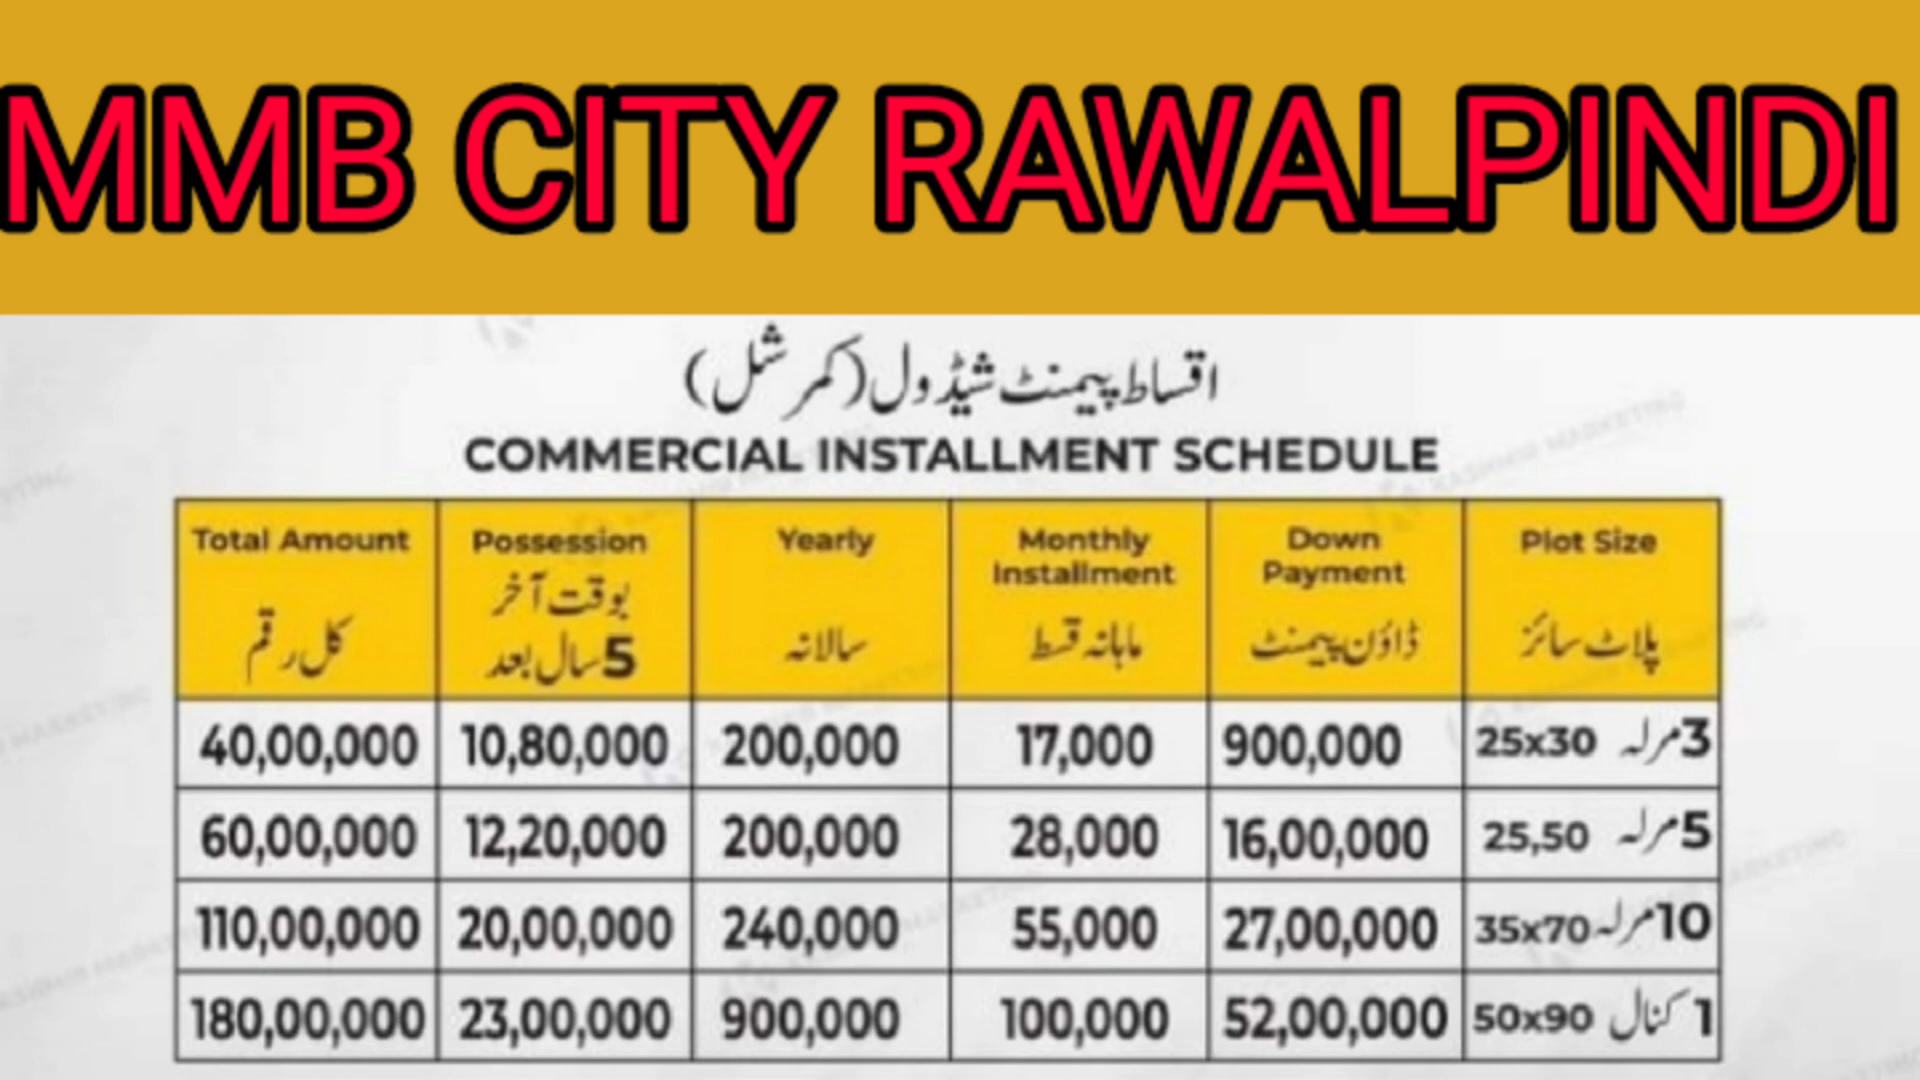 MMB CITY RAWALPINDI
اقساط پیمنٹ شیڈول (کمرشل)
COMMERCIAL INSTALLMENT SCHEDULE
Total Amount کل رقم Possession بوقت آخر 5 سال بعد Yearly سالانہ Monthly Installment ماہانہ قسط Down Payment ڈاؤن پیمنٹ Plot Size پلاٹ سائز
40,00,000 10,80,000 200,000 17,000 900,000 25x30 3 مرلہ
60,00,000 12,20,000 200,000 28,000 16,00,000 25,50 5 مرلہ
110,00,000 20,00,000 240,000 55,000 27,00,000 35x70 10 مرلہ
180,00,000 23,00,000 900,000 100,000 52,00,000 50x90 1 کنال